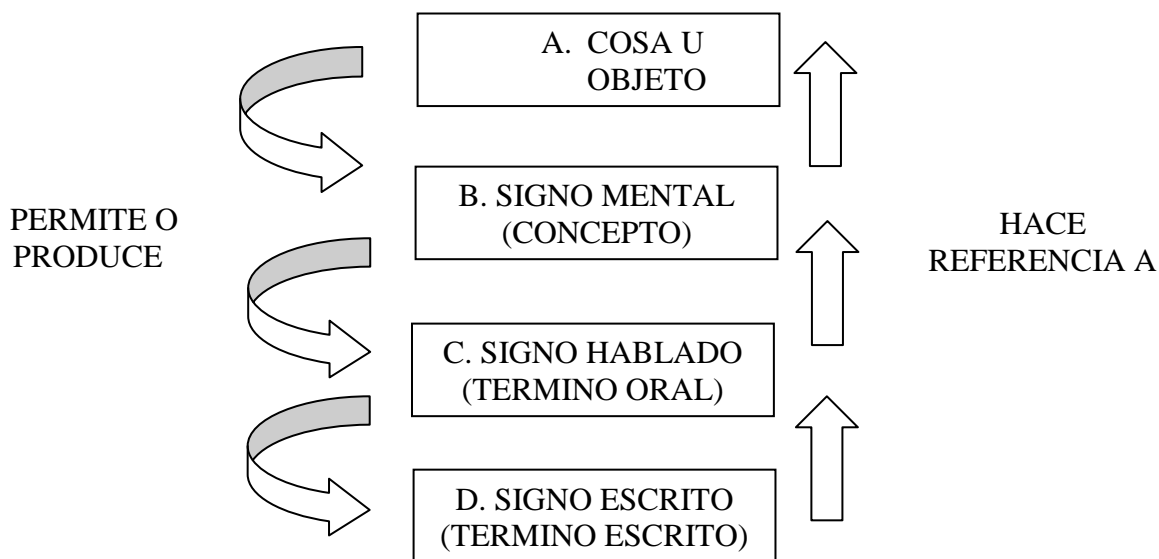 A. COSA U
OBJETO
B. SIGNO MENTAL
(CONCEPTO)
PERMITE O
PRODUCE
HACE
REFERENCIA A
C. SIGNO HABLADO
(TERMINO ORAL)
D. SIGNO ESCRITO
(TERMINO ESCRITO)